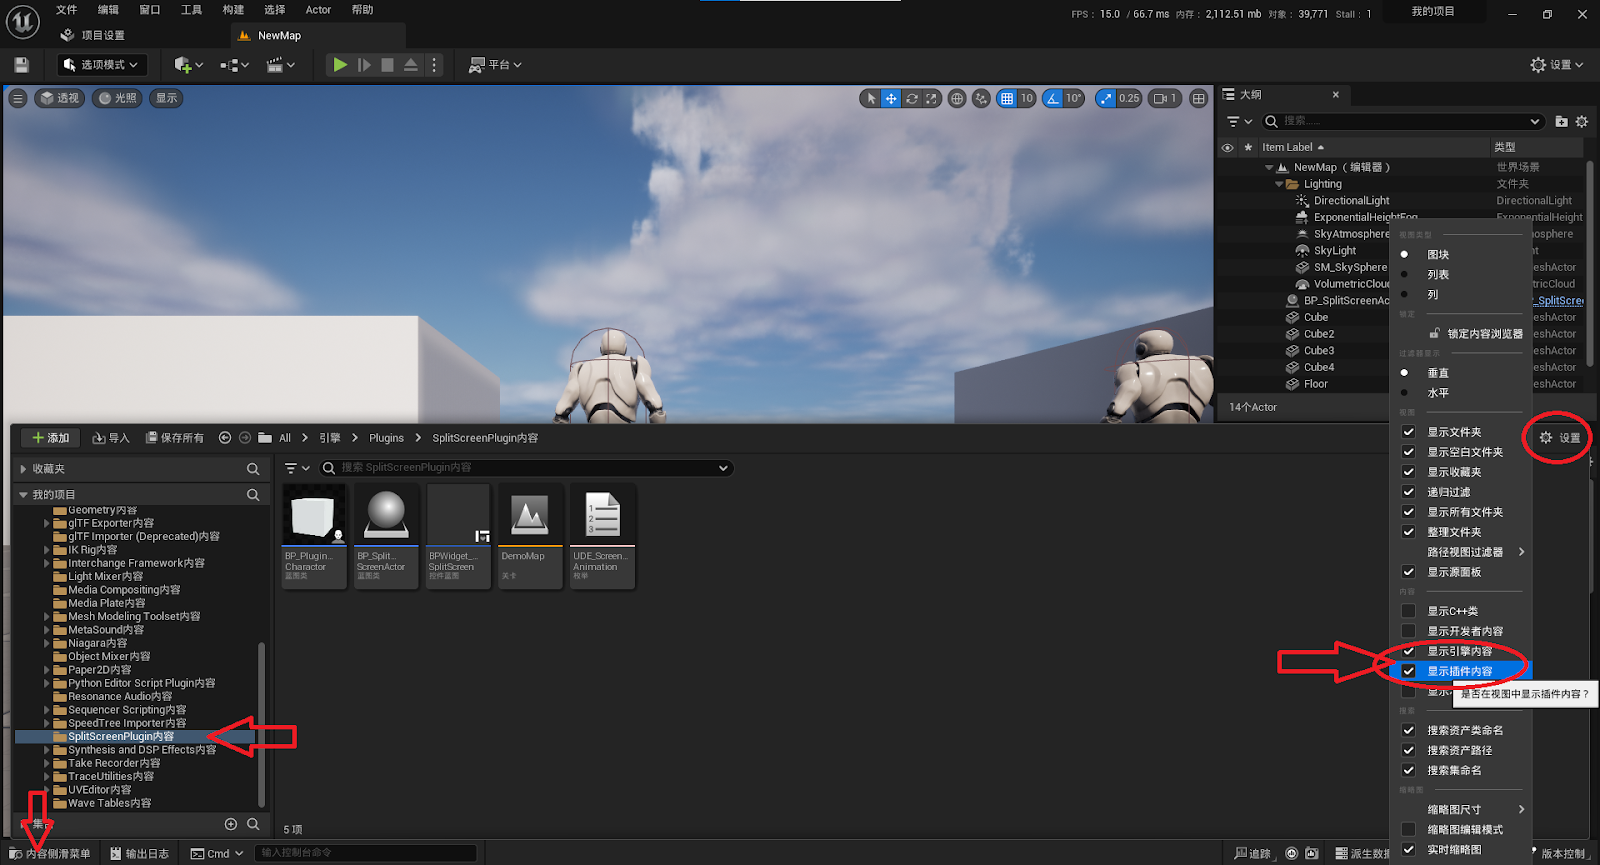 文件 编辑 窗口 工具 构建 选择 Actor 帮助
FPS： 15.0 / 66.7 ms 内存： 2,112.51 mb 对象： 39,771 Stall： 1
我的项目
项目设置
NewMap
选项模式
平台
设置
透视 光照 显示
10 10° 0.25 1
大纲
搜索......
Item Label 类型
NewMap（编辑器） 世界场景
Lighting 文件夹
DirectionalLight DirectionalLight
ExponentialHeightFog ExponentialHeight
SkyAtmosphere
SkyLight
SM_SkySphere eshActor
VolumetricCloud ricCloud
BP_SplitScreenAc _SplitScree
Cube eshActor
Cube2 eshActor
Cube3 eshActor
Cube4 eshActor
Floor eshActor
14个Actor
视图类型
图块
列表
列
锁定
锁定内容浏览器
过滤器显示
垂直
水平
视图
显示文件夹
显示空白文件夹
显示收藏夹
递归过滤
显示所有文件夹
整理文件夹
路径视图过滤器
显示源面板
内容
显示C++类
显示开发者内容
显示引擎内容
显示插件内容
是否在视图中显示插件内容？
搜索
搜索资产类命名
搜索资产路径
搜索集命名
缩略图
缩略图尺寸
缩略图编辑模式
实时缩略图
添加 导入 保存所有 All 引擎 Plugins SplitScreenPlugin内容
设置
收藏夹
搜索 SplitScreenPlugin内容
我的项目
Geometry内容
glTF Exporter内容
glTF Importer (Deprecated)内容
IK Rig内容
Interchange Framework内容
Light Mixer内容
Media Compositing内容
Media Plate内容
Mesh Modeling Toolset内容
MetaSound内容
Niagara内容
Object Mixer内容
Paper2D内容
Python Editor Script Plugin内容
Resonance Audio内容
Sequencer Scripting内容
SpeedTree Importer内容
SplitScreenPlugin内容
Synthesis and DSP Effects内容
Take Recorder内容
TraceUtilities内容
UVEditor内容
Wave Tables内容
BP_Plugin_
Charactor
蓝图类
BP_Split_
ScreenActor
蓝图类
BPWidget_
SplitScreen
控件蓝图
DemoMap
关卡
UDE_Screen_
Animation
枚举
5 项
内容侧滑菜单 输出日志 Cmd 输入控制台命令
追踪 派生数据 版本控制